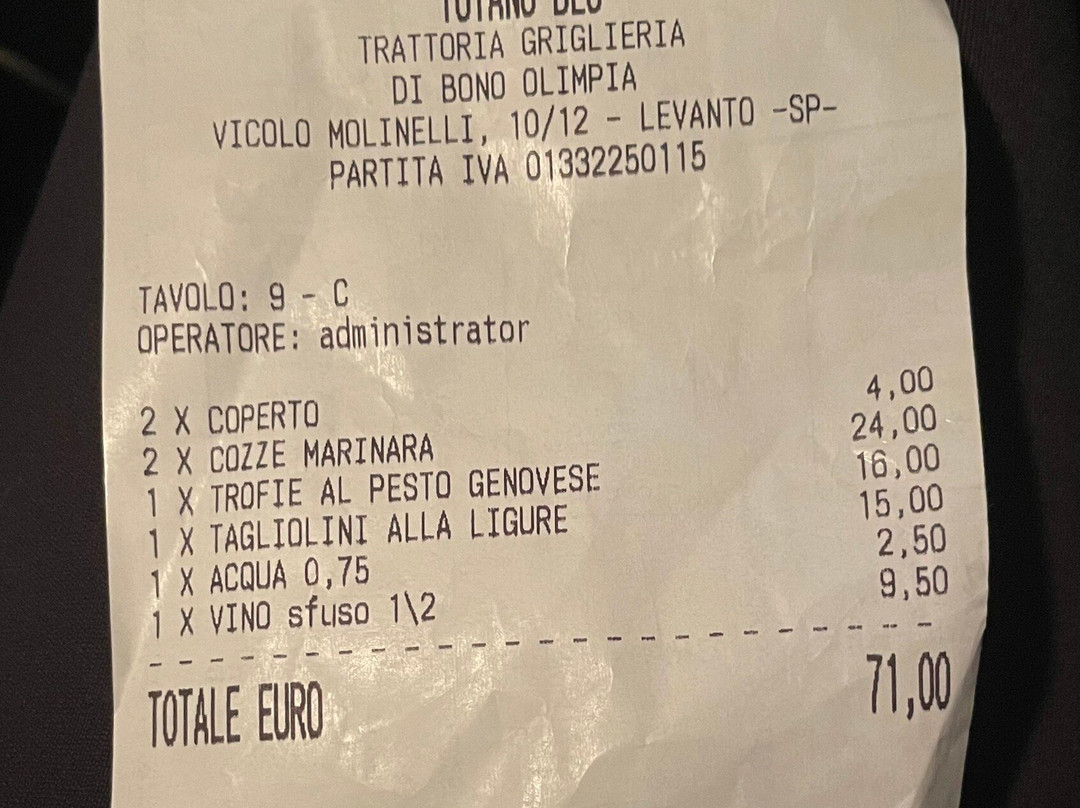 TOTANO BLU
TRATTORIA GRIGLIERIA
DI BONO OLIMPIA
VICOLO MOLINELLI, 10/12 - LEVANTO -SP-
PARTITA IVA 01332250115
TAVOLO: 9 - C
OPERATORE: administrator
2 X COPERTO 4,00
2 X COZZE MARINARA 24,00
1 X TROFIE AL PESTO GENOVESE 16,00
1 X TAGLIOLINI ALLA LIGURE 15,00
1 X ACQUA 0,75 2,50
1 X VINO sfuso 1\2 9,50
TOTALE EURO 71,00